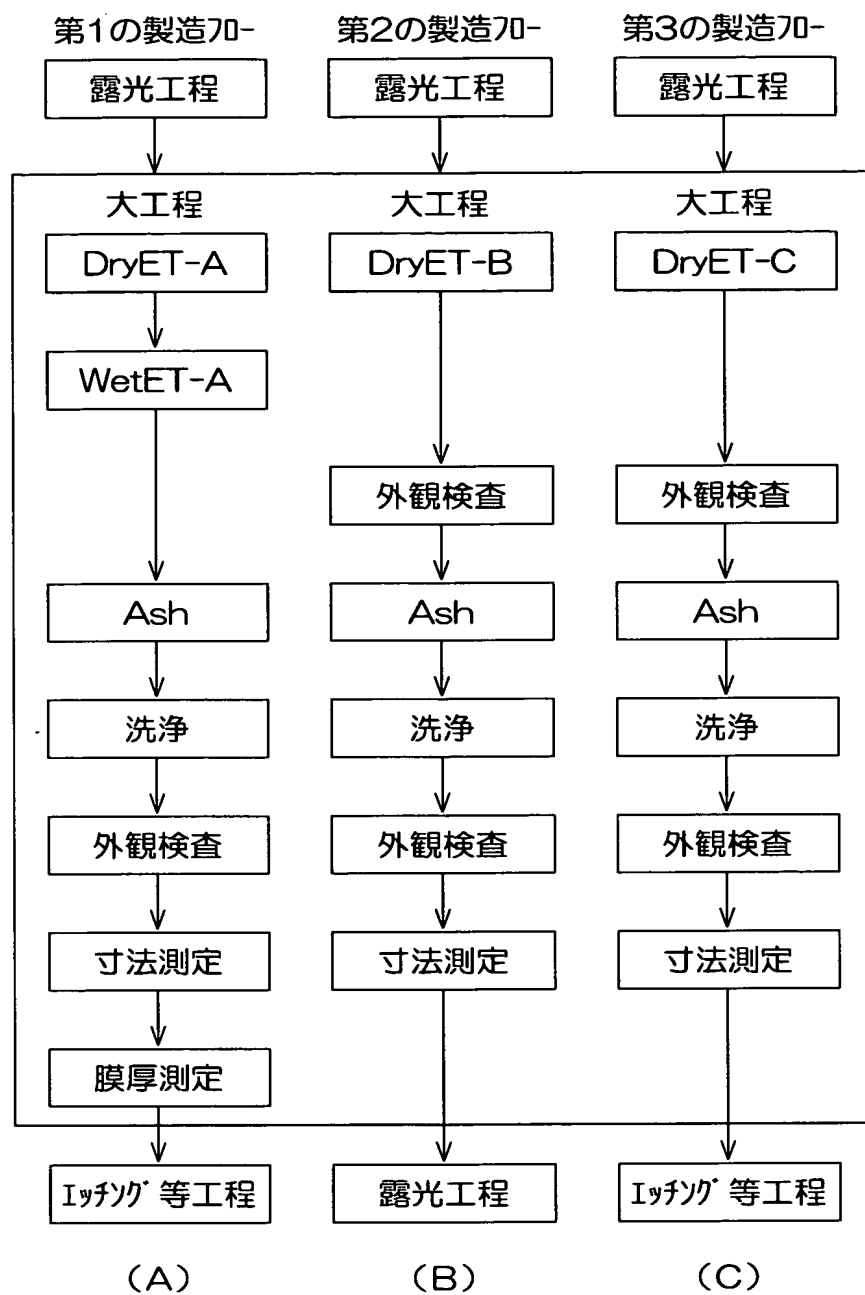 第1の製造フロー
露光工程
大工程
DryET-A
WetET-A
Ash
洗浄
外観検査
寸法測定
膜厚測定
エッチング等工程
(A)
第2の製造フロー
露光工程
大工程
DryET-B
外観検査
Ash
洗浄
外観検査
寸法測定
露光工程
(B)
第3の製造フロー
露光工程
大工程
DryET-C
外観検査
Ash
洗浄
外観検査
寸法測定
エッチング等工程
(C)